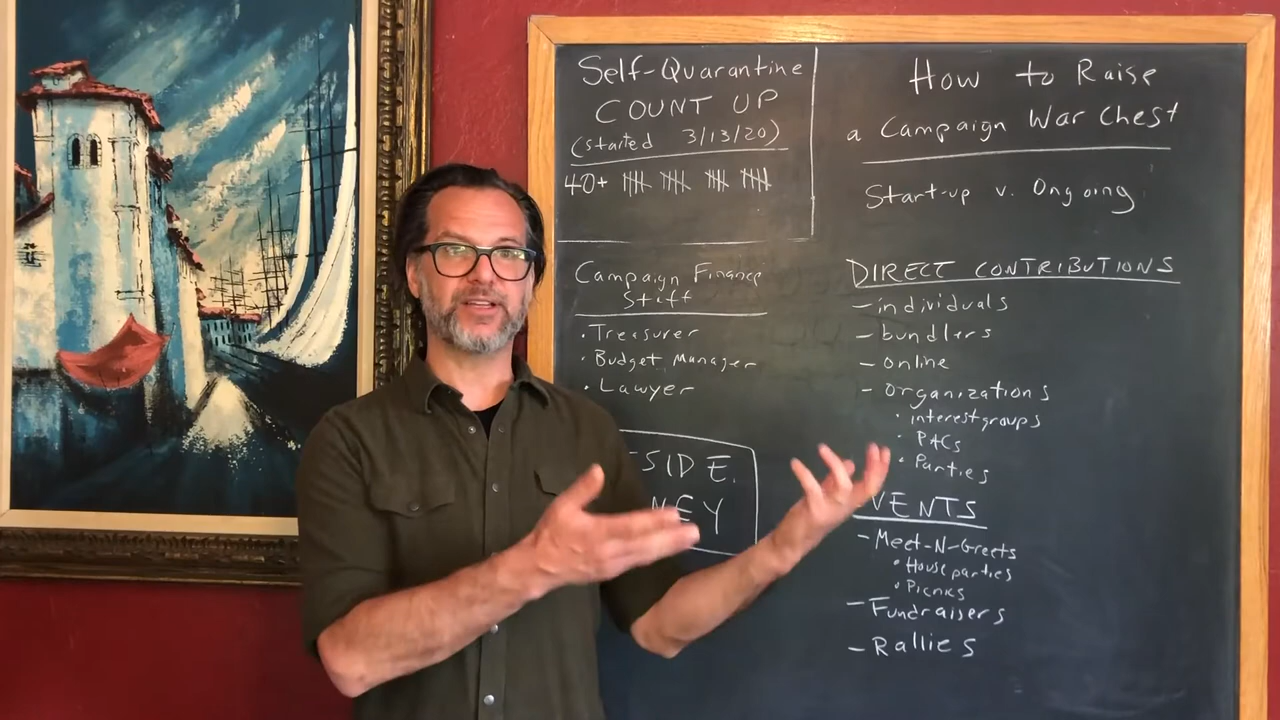 Self-Quarantine
COUNT UP
(started 3/13/20)
40+
Campaign Finance
Staff
• Treasurer
• Budget Manager
• Lawyer
SIDE
NEY
How to Raise
a Campaign War Chest
Start-up v. Ongoing
DIRECT CONTRIBUTIONS
- individuals
- bundlers
- online
- Organizations
• interest groups
• PACs
• Parties
VENTS
- Meet-N-Greets
• House parties
• Picnics
- Fundraisers
- Rallies